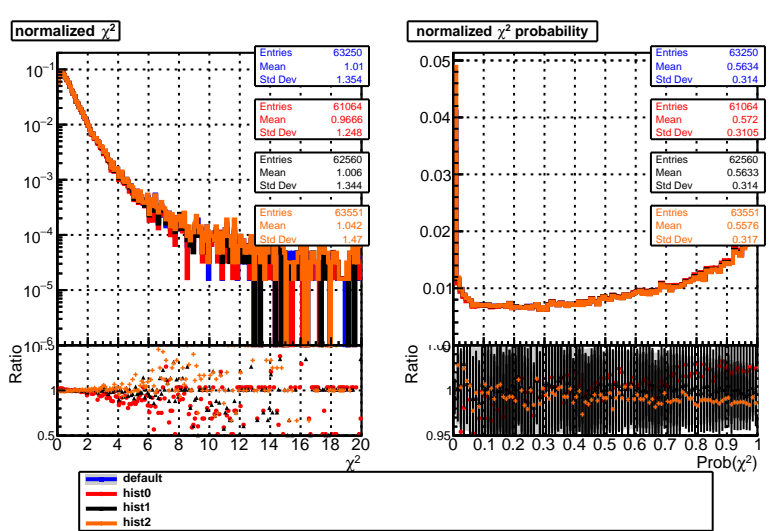 normalized χ²
Entries 63250
Mean 1.01
Std Dev 1.354
Entries 61064
Mean 0.9666
Std Dev 1.248
Entries 62560
Mean 1.006
Std Dev 1.344
Entries 63551
Mean 1.042
Std Dev 1.47
10⁻¹
10⁻²
10⁻³
10⁻⁴
10⁻⁵
10⁻⁶
Ratio
1
0.5
0 2 4 6 8 10 12 14 16 18 20
χ²
normalized χ² probability
Entries 63250
Mean 0.5634
Std Dev 0.314
Entries 61064
Mean 0.572
Std Dev 0.3105
Entries 62560
Mean 0.5633
Std Dev 0.314
Entries 63551
Mean 0.5576
Std Dev 0.317
0.05
0.04
0.03
0.02
0.01
Ratio
0.95
0 0.1 0.2 0.3 0.4 0.5 0.6 0.7 0.8 0.9 1
Prob(χ²)
default
hist0
hist1
hist2